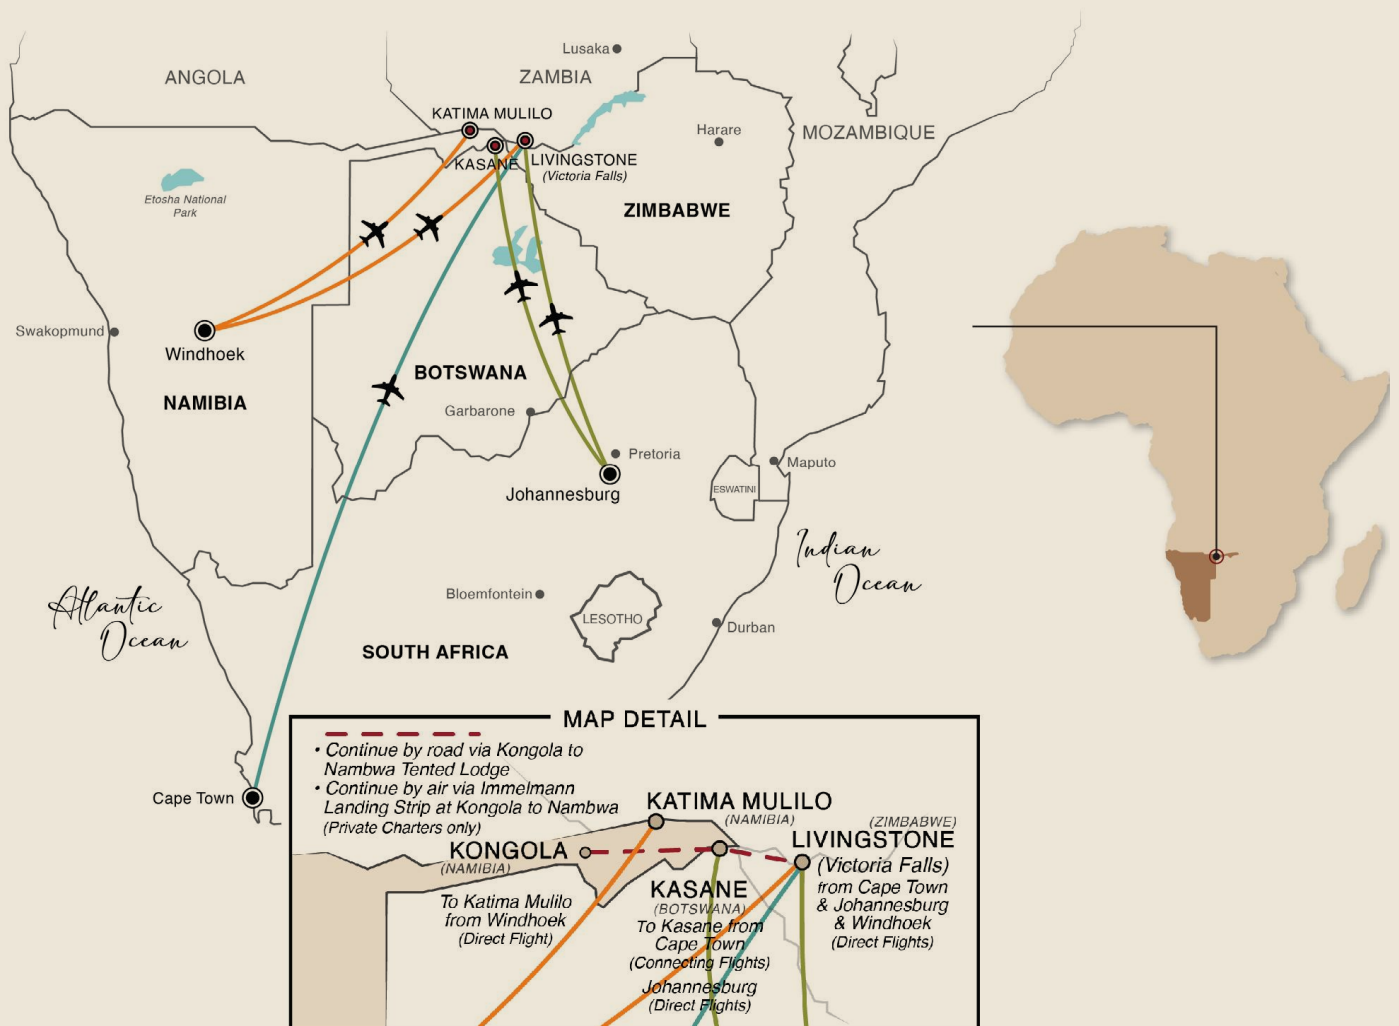 Lusaka
ANGOLA
ZAMBIA
KATIMA MULILO
Harare
MOZAMBIQUE
KASANE
LIVINGSTONE
(Victoria Falls)
Etosha National
Park
ZIMBABWE
Swakopmund
Windhoek
BOTSWANA
NAMIBIA
Garbarone
Pretoria
Maputo
Johannesburg
ESWATINI
Indian
Ocean
Atlantic
Ocean
Bloemfontein
LESOTHO
Durban
SOUTH AFRICA
Cape Town
MAP DETAIL
• Continue by road via Kongola to
Nambwa Tented Lodge
• Continue by air via Immelmann
Landing Strip at Kongola to Nambwa
(Private Charters only)
KATIMA MULILO
(NAMIBIA)
(ZIMBABWE)
LIVINGSTONE
(Victoria Falls)
from Cape Town
& Johannesburg
& Windhoek
(Direct Flights)
KONGOLA
(NAMIBIA)
To Katima Mulilo
from Windhoek
(Direct Flight)
KASANE
(BOTSWANA)
To Kasane from
Cape Town
(Connecting Flights)
Johannesburg
(Direct Flights)